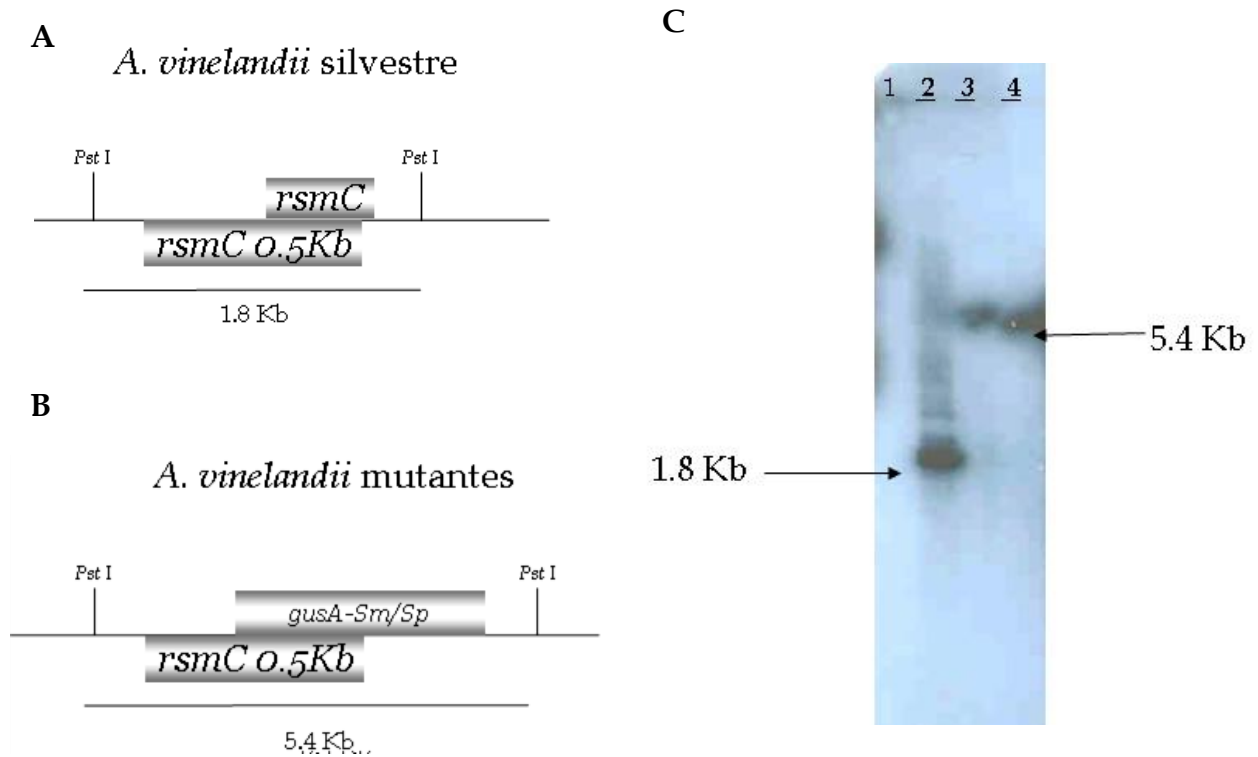 A
A. vinelandii silvestre
Pst I
Pst I
rsmC
rsmC 0.5Kb
1.8 Kb
B
A. vinelandii mutantes
Pst I
Pst I
gusA-Sm/Sp
rsmC 0.5Kb
5.4 Kb
C
1 2 3 4
5.4 Kb
1.8 Kb